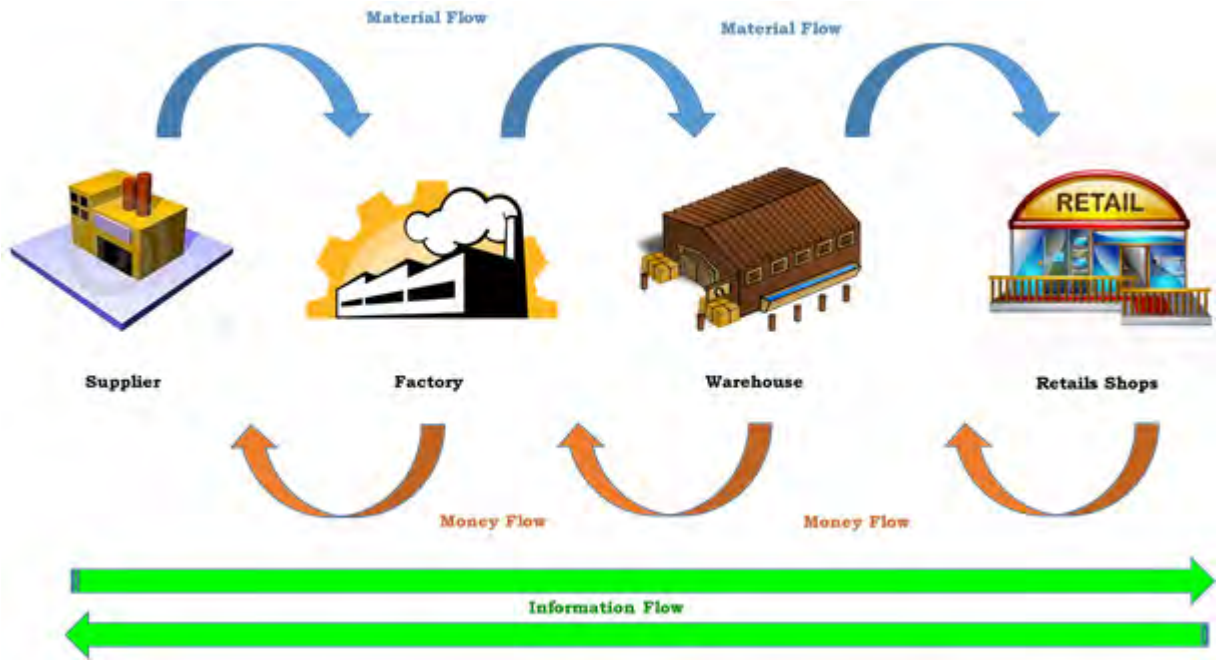 Material Flow
Material Flow
RETAIL
Supplier
Factory
Warehouse
Retails Shops
Money Flow
Money Flow
Information Flow